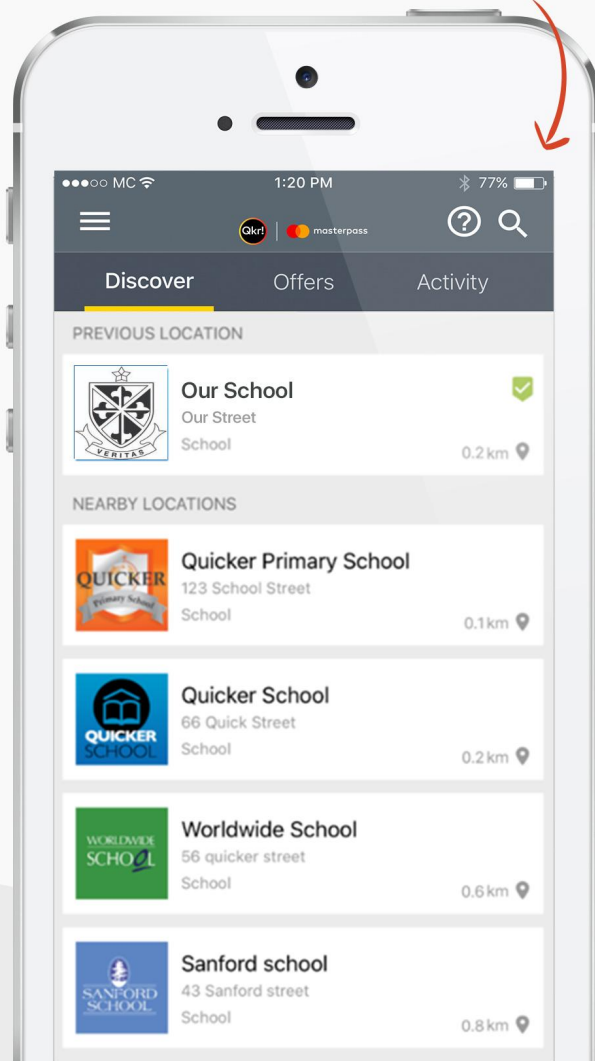 MC
1:20 PM
77%
Qkr!
masterpass
Discover
Offers
Activity
PREVIOUS LOCATION
VERITAS
Our School
Our Street
School
0.2 km
NEARBY LOCATIONS
QUICKER
Primary School
Quicker Primary School
123 School Street
School
0.1 km
QUICKER
SCHOOL
Quicker School
66 Quick Street
School
0.2 km
WORLDWIDE
SCHOOL
Worldwide School
56 quicker street
School
0.6 km
SANFORD
SCHOOL
Sanford school
43 Sanford street
School
0.8 km